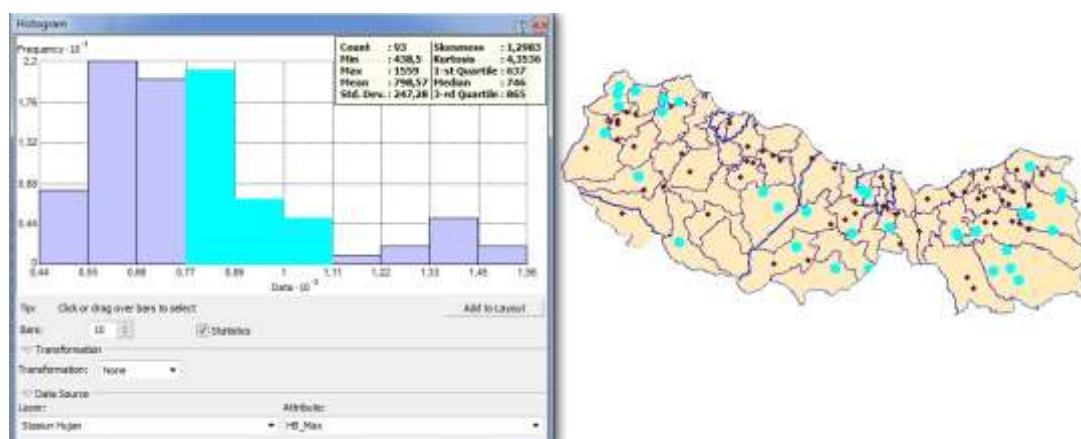 Histogram
Frequency · 10⁻¹
Count : 93 Skewness : 1,2983
Min : 438,5 Kurtosis : 4,3536
Max : 1559 1-st Quartile : 637
Mean : 798,57 Median : 746
Std. Dev. : 247,28 3-rd Quartile : 865
2,2
1,76
1,32
0,88
0,44
0
0,44 0,55 0,66 0,77 0,89 1 1,11 1,22 1,33 1,45 1,56
Data · 10⁻³
Tip: Click or drag over bars to select Add to Layout
Bars: 10 Statistics
Transformation
Transformation: None
Data Source
Layer: Attribute:
Stasiun Hujan HB_Max